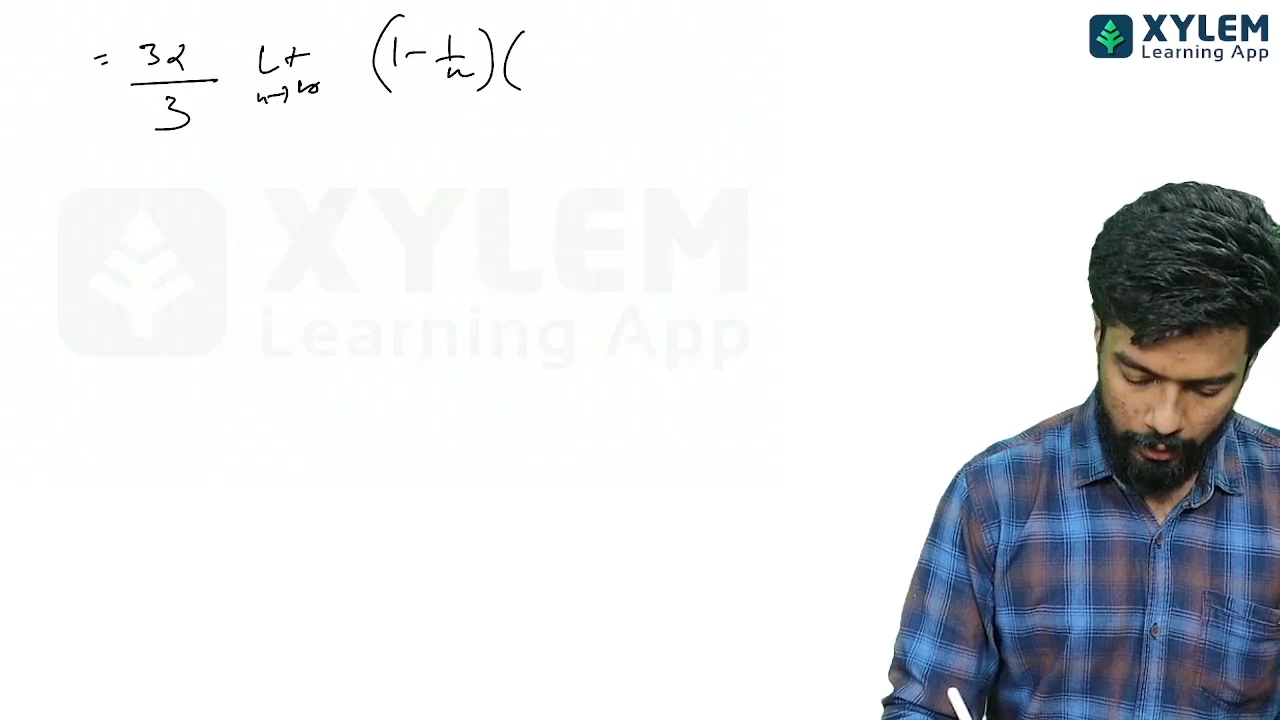 XYLEM
Learning App
= 32/3 Lt n→∞ (1 - 1/n)(
XYLEM
Learning App